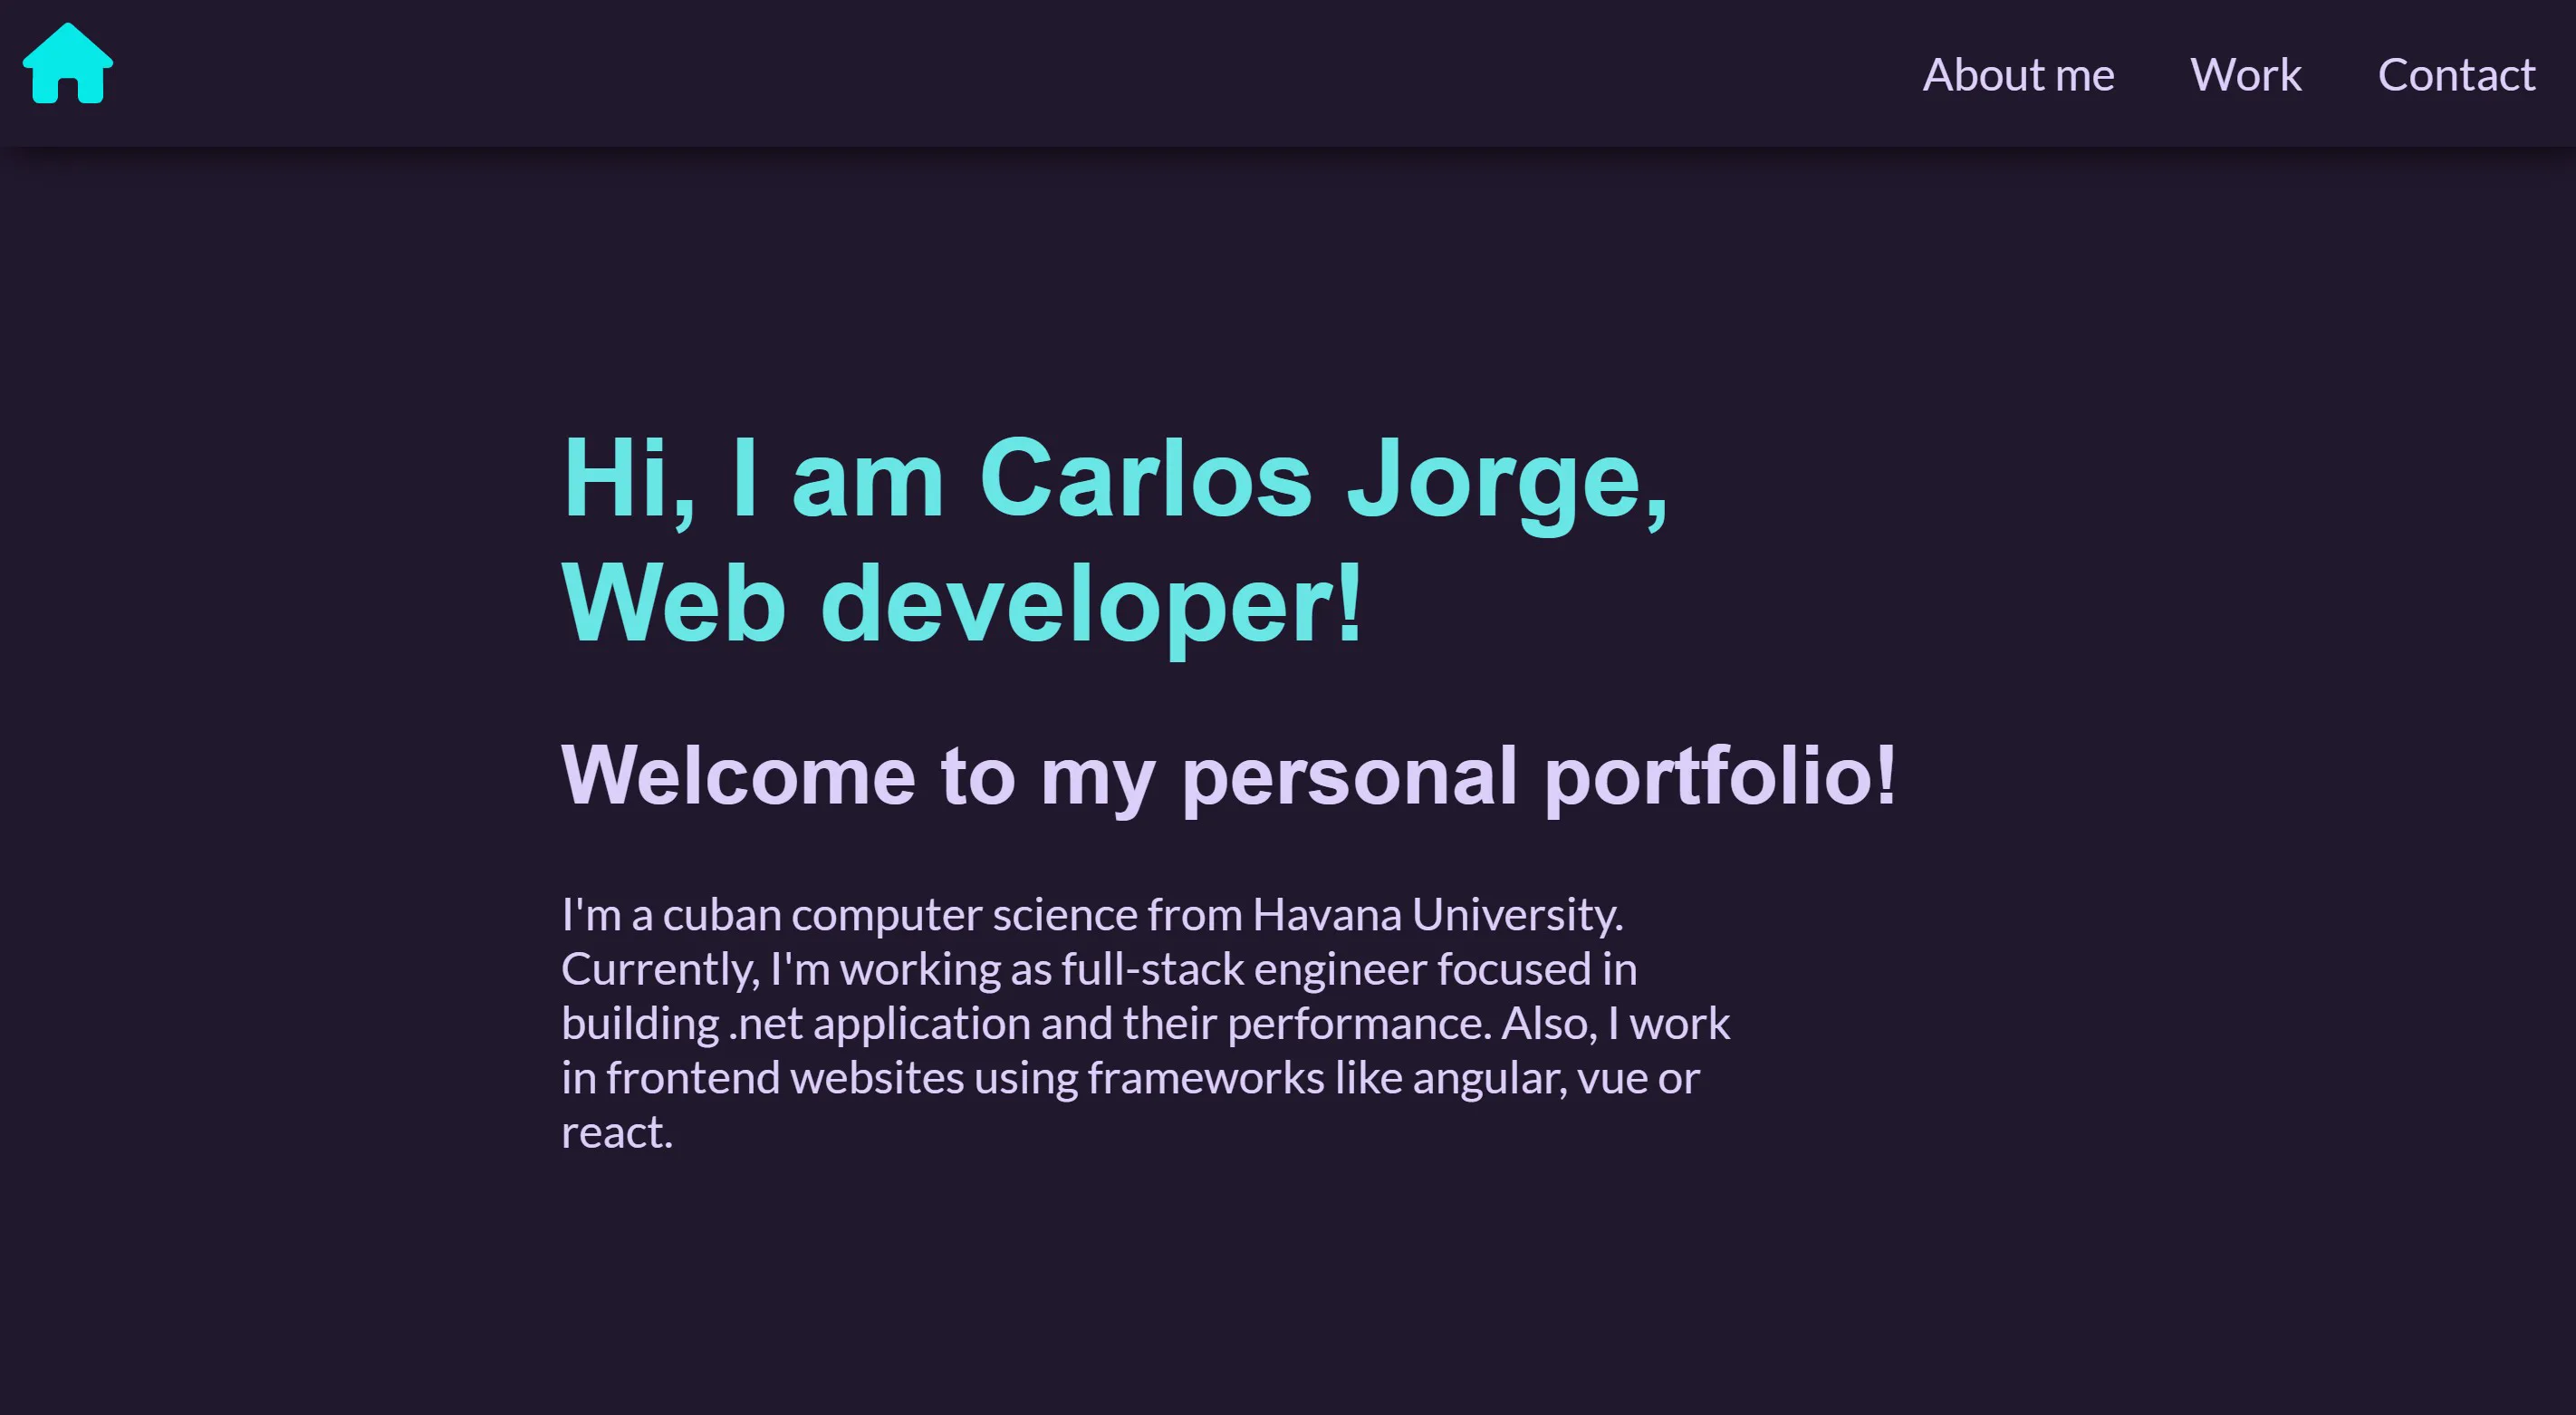 About me
Work
Contact
Hi, I am Carlos Jorge,
Web developer!
Welcome to my personal portfolio!
I'm a cuban computer science from Havana University.
Currently, I'm working as full-stack engineer focused in
building .net application and their performance. Also, I work
in frontend websites using frameworks like angular, vue or
react.